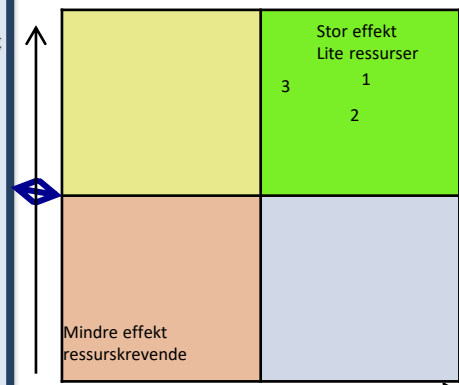 Stor effekt
Lite ressurser
1
3
2
Mindre effekt
ressurskrevende